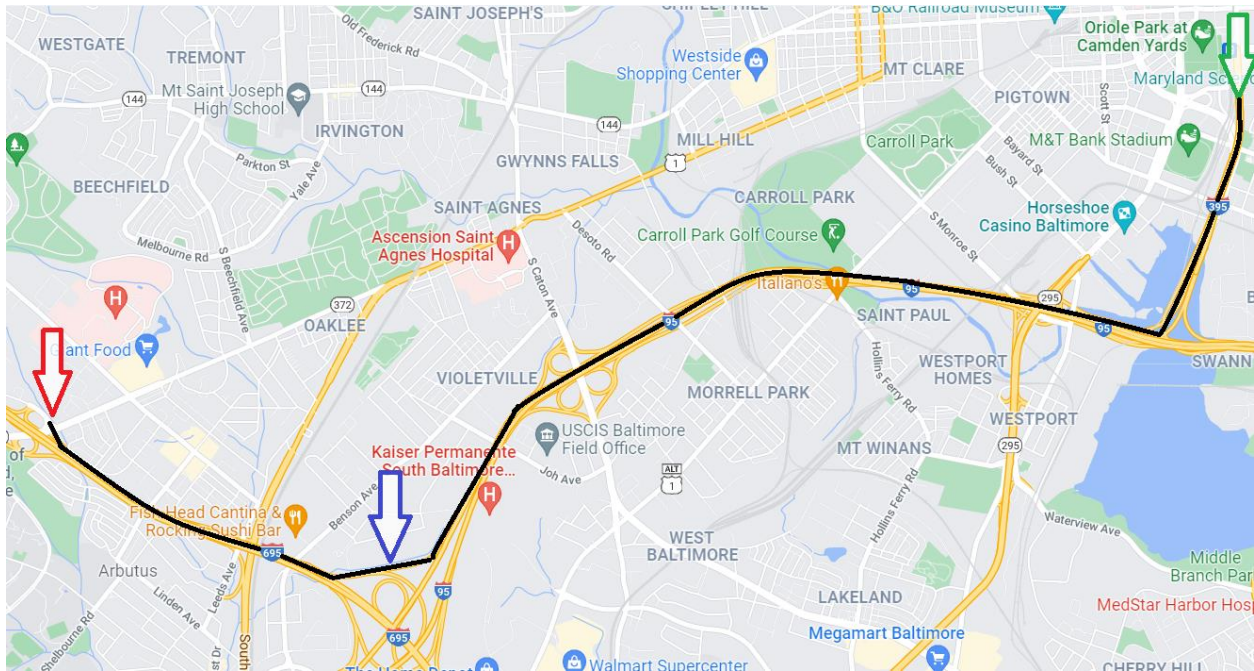 SAINT JOSEPH'S
B&O Railroad Museum
WESTGATE
Old Frederick Rd
Oriole Park at
Camden Yards
TREMONT
Westside
Shopping Center
MT CLARE
Maryland
144
Mt Saint Joseph
High School
144
PIGTOWN
Scott St
IRVINGTON
144
MILL HILL
Carroll Park
M&T Bank Stadium
Parkton St
Yale Ave
GWYNNS FALLS
1
Bayard St
Bush St
BEECHFIELD
CARROLL PARK
SAINT AGNES
Desoto Rd
S Monroe St
Horseshoe
Casino Baltimore
395
Melbourne Rd
S Beechfield Ave
Ascension Saint
Agnes Hospital
H
S Caton Ave
Carroll Park Golf Course
H
372
Italiano's
95
295
OAKLEE
95
SAINT PAUL
95
Giant Food
Hollins Ferry Rd
WESTPORT
HOMES
SWANN
VIOLETVILLE
MORRELL PARK
WESTPORT
USCIS Baltimore
Field Office
MT WINANS
295
Kaiser Permanente
South Baltimore...
H
Joh Ave
ALT
1
Benson Ave
Fish Head Cantina &
Rocking Sushi Bar
Hollins Ferry Rd
Waterview Ave
695
WEST
BALTIMORE
Arbutus
Leeds Ave
Middle
Branch Par
95
Linden Ave
LAKELAND
MedStar Harbor Hosp
695
Shelbourne Rd
South
Megamart Baltimore
The Home Depot
Walmart Supercenter
CHERRY HILL